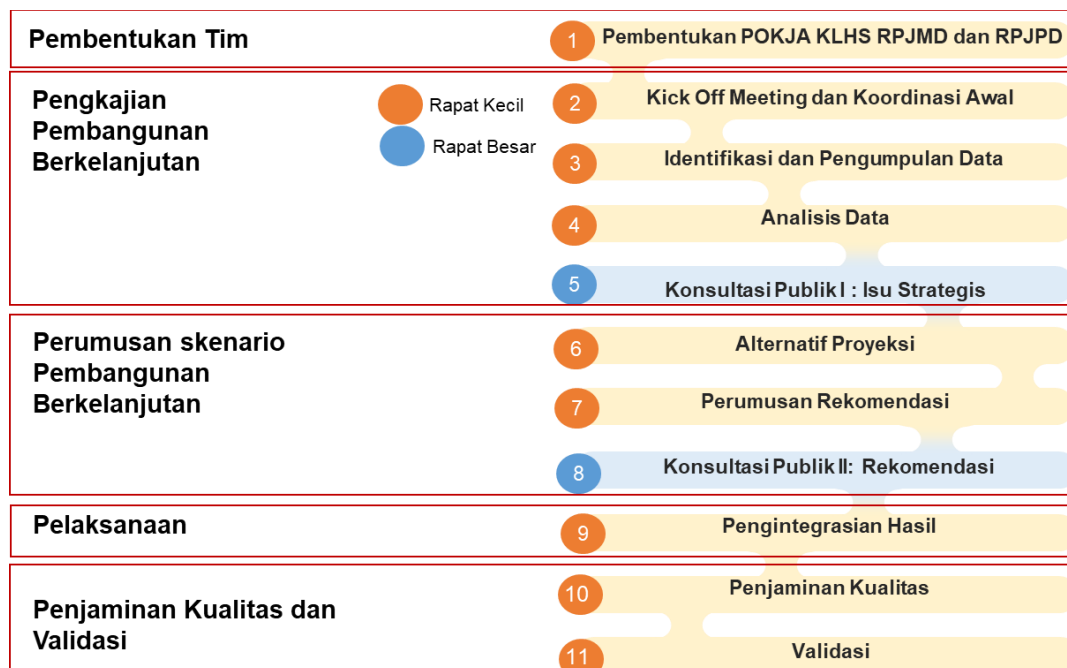 Pembentukan Tim
1
Pembentukan POKJA KLHS RPJMD dan RPJPD
Pengkajian
Pembangunan
Berkelanjutan
Rapat Kecil
Rapat Besar
2
Kick Off Meeting dan Koordinasi Awal
3
Identifikasi dan Pengumpulan Data
4
Analisis Data
5
Konsultasi Publik I : Isu Strategis
Perumusan skenario
Pembangunan
Berkelanjutan
6
Alternatif Proyeksi
7
Perumusan Rekomendasi
8
Konsultasi Publik II: Rekomendasi
Pelaksanaan
9
Pengintegrasian Hasil
Penjaminan Kualitas dan
Validasi
10
Penjaminan Kualitas
11
Validasi